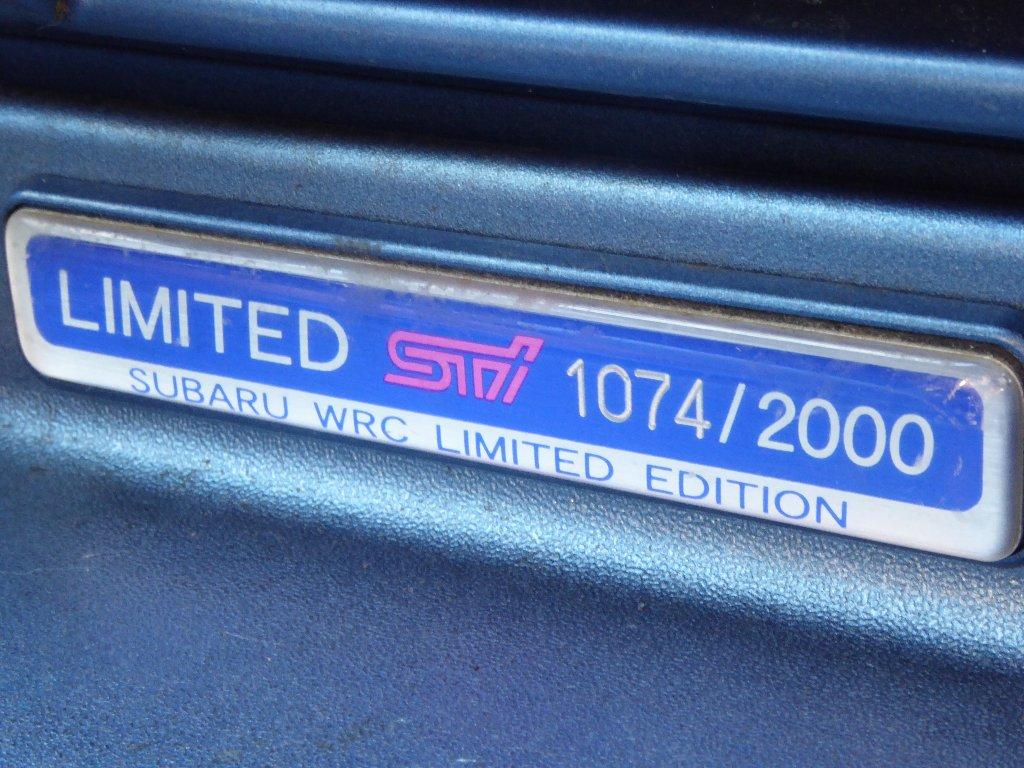 LIMITED STi 1074/2000
SUBARU WRC LIMITED EDITION